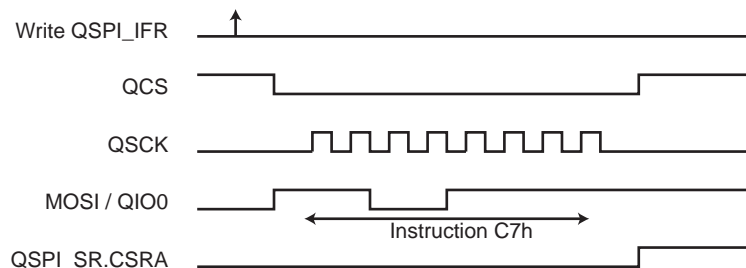 Write QSPI_IFR
QCS
QSCK
MOSI / QIO0
Instruction C7h
QSPI_SR.CSRA